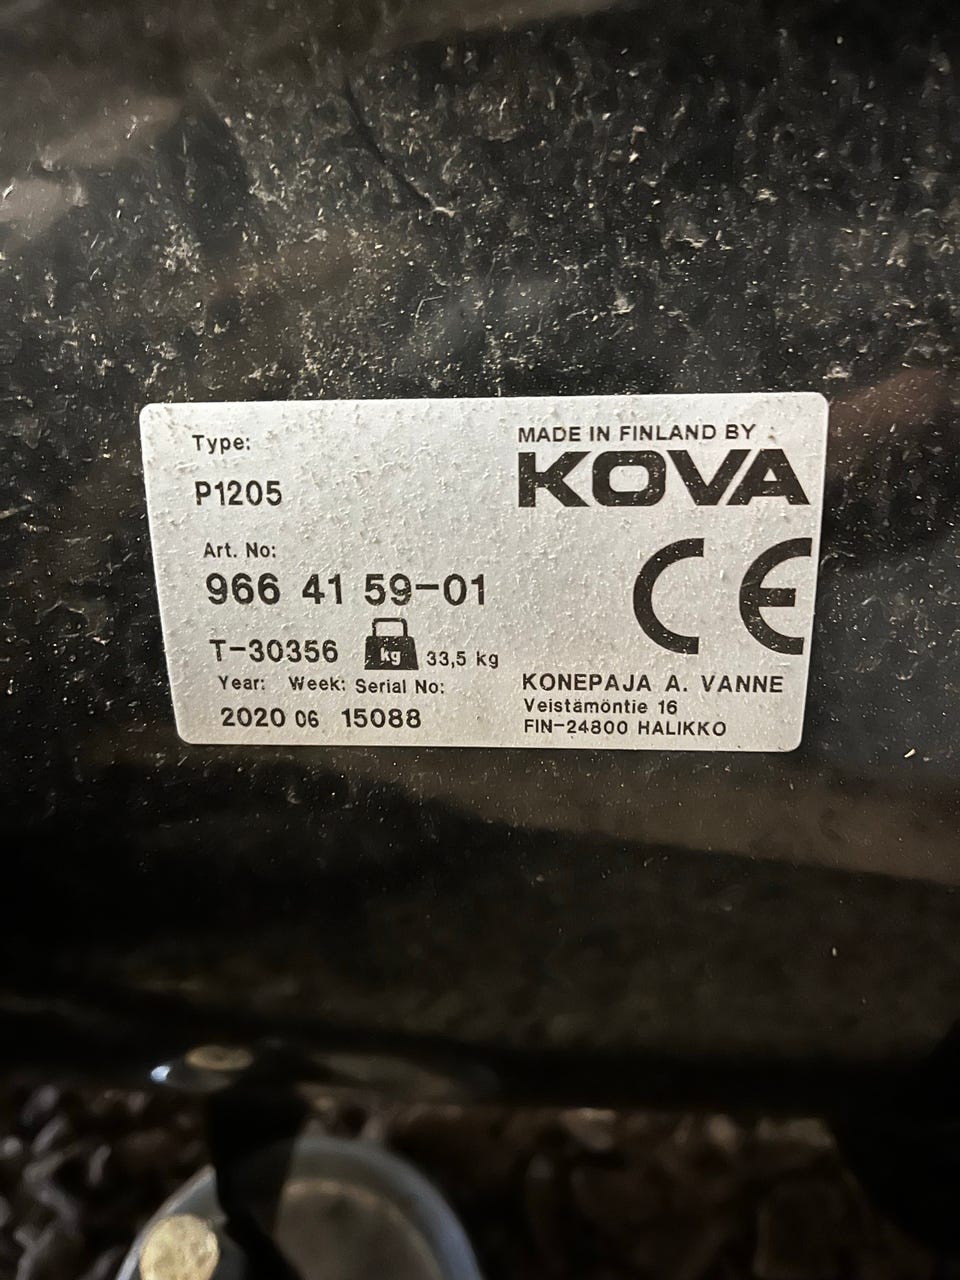 Type:
P1205
Art. No:
966 41 59-01
T-30356 kg 33,5 kg
Year: Week: Serial No:
2020 06 15088
MADE IN FINLAND BY
KOVA
CE
KONEPAJA A. VANNE
Veistämöntie 16
FIN-24800 HALIKKO